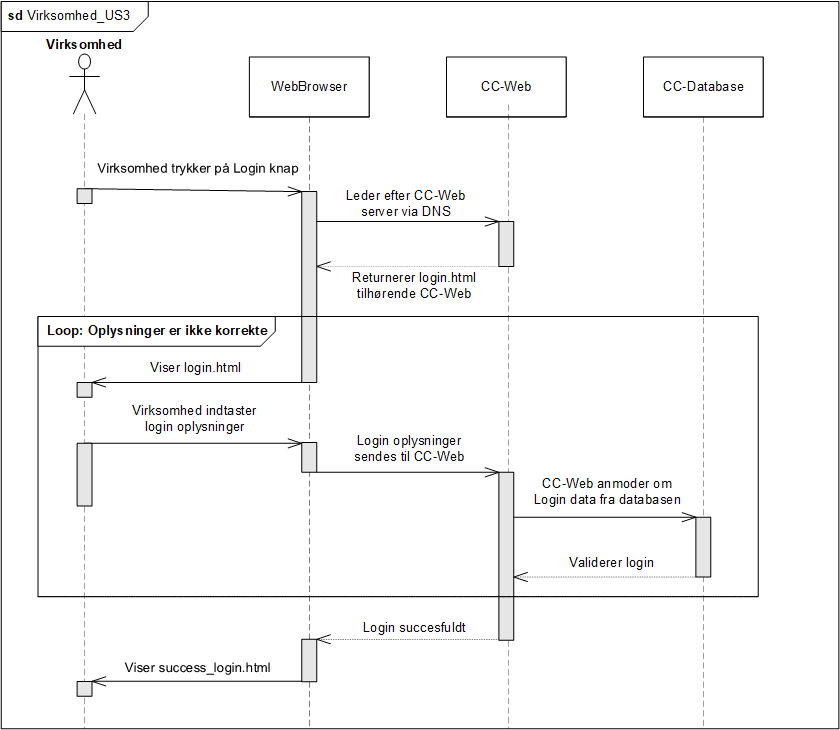 sd Virksomhed_US3
Virksomhed
WebBrowser
CC-Web
CC-Database
Virksomhed trykker på Login knap
Leder efter CC-Web
server via DNS
Returnerer login.html
tilhørende CC-Web
Loop: Oplysninger er ikke korrekte
Viser login.html
Virksomhed indtaster
login oplysninger
Login oplysninger
sendes til CC-Web
CC-Web anmoder om
Login data fra databasen
Validerer login
Login succesfuldt
Viser success_login.html